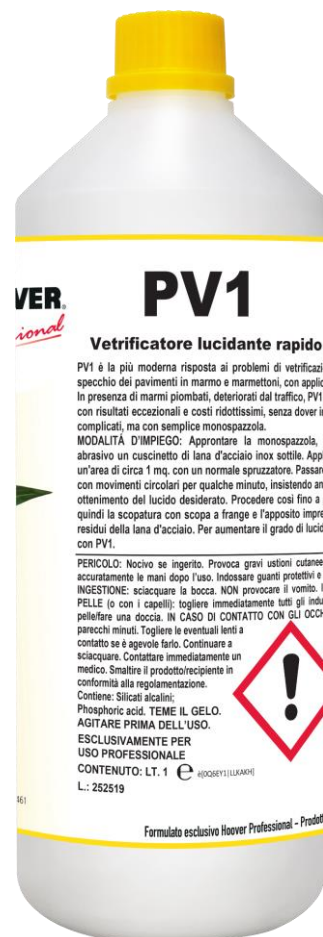 VER®
ional
PV1
Vetrificatore lucidante rapido
PV1 è la più moderna risposta ai problemi di vetrificazi
specchio dei pavimenti in marmo e marmettoni, con applic
In presenza di marmi piombati, deteriorati dal traffico, PV1
con risultati eccezionali e costi ridottissimi, senza dover in
complicati, ma con semplice monospazzola.
MODALITÁ D'IMPIEGO: Approntare la monospazzola,
abrasivo un cuscinetto di lana d'acciaio inox sottile. Appl
un'area di circa 1 mq. con un normale spruzzatore. Passare
con movimenti circolari per qualche minuto, insistendo an
ottenimento del lucido desiderato. Procedere così fino a
quindi la scopatura con scopa a frange e l'apposito impre
residui della lana d'acciaio. Per aumentare il grado di lucid
con PV1.
PERICOLO: Nocivo se ingerito. Provoca gravi ustioni cutanee
accuratamente le mani dopo l'uso. Indossare guanti protettivi e
INGESTIONE: sciacquare la bocca. NON provocare il vomito. I
PELLE (o con i capelli): togliere immediatamente tutti gli indu
pelle/fare una doccia. IN CASO DI CONTATTO CON GLI OCCH
parecchi minuti. Togliere le eventuali lenti a
contatto se è agevole farlo. Continuare a
sciacquare. Contattare immediatamente un
medico. Smaltire il prodotto/recipiente in
conformità alla regolamentazione.
Contiene: Silicati alcalini;
Phosphoric acid. TEME IL GELO.
AGITARE PRIMA DELL'USO.
ESCLUSIVAMENTE PER
USO PROFESSIONALE
CONTENUTO: LT. 1 ℮
L.: 252519
461
Formulato esclusivo Hoover Professional – Prodott